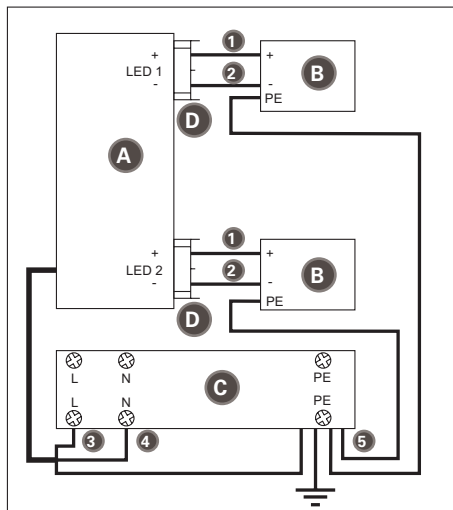 1
+ +
LED 1 2 B
- -
PE
D
A
1
+ +
LED 2 2 B
- -
PE
D
L N C PE
L N PE
3 4 5